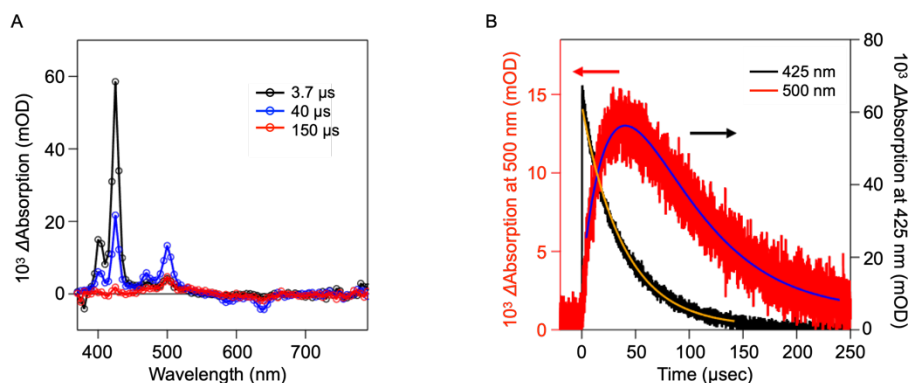 A
10³ ΔAbsorption (mOD)
60
40
20
0
3.7 µs
40 µs
150 µs
400
500
600
700
Wavelength (nm)
B
10³ ΔAbsorption at 500 nm (mOD)
15
10
5
0
425 nm
500 nm
80
60
40
20
0
10³ ΔAbsorption at 425 nm (mOD)
0
50
100
150
200
250
Time (µsec)